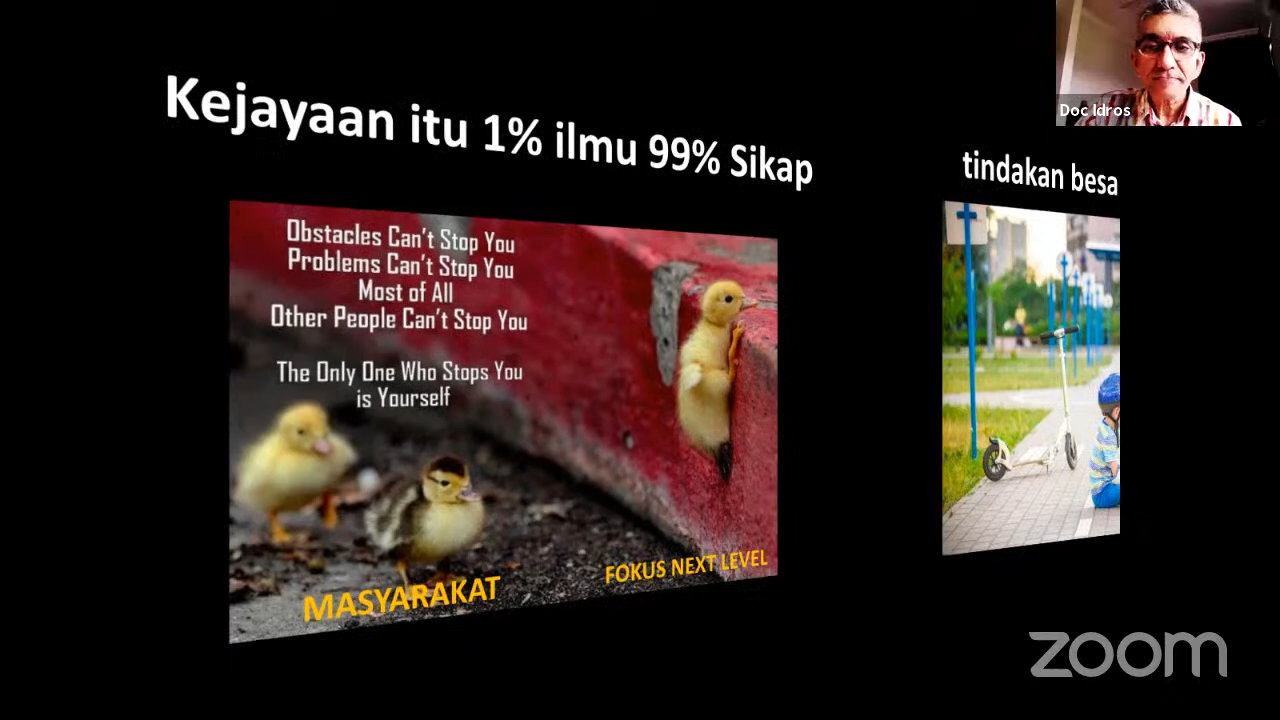 Doc Idros
Kejayaan itu 1% ilmu 99% Sikap
Obstacles Can't Stop You
Problems Can't Stop You
Most of All
Other People Can't Stop You
The Only One Who Stops You
is Yourself
MASYARAKAT
FOKUS NEXT LEVEL
tindakan besa
zoom